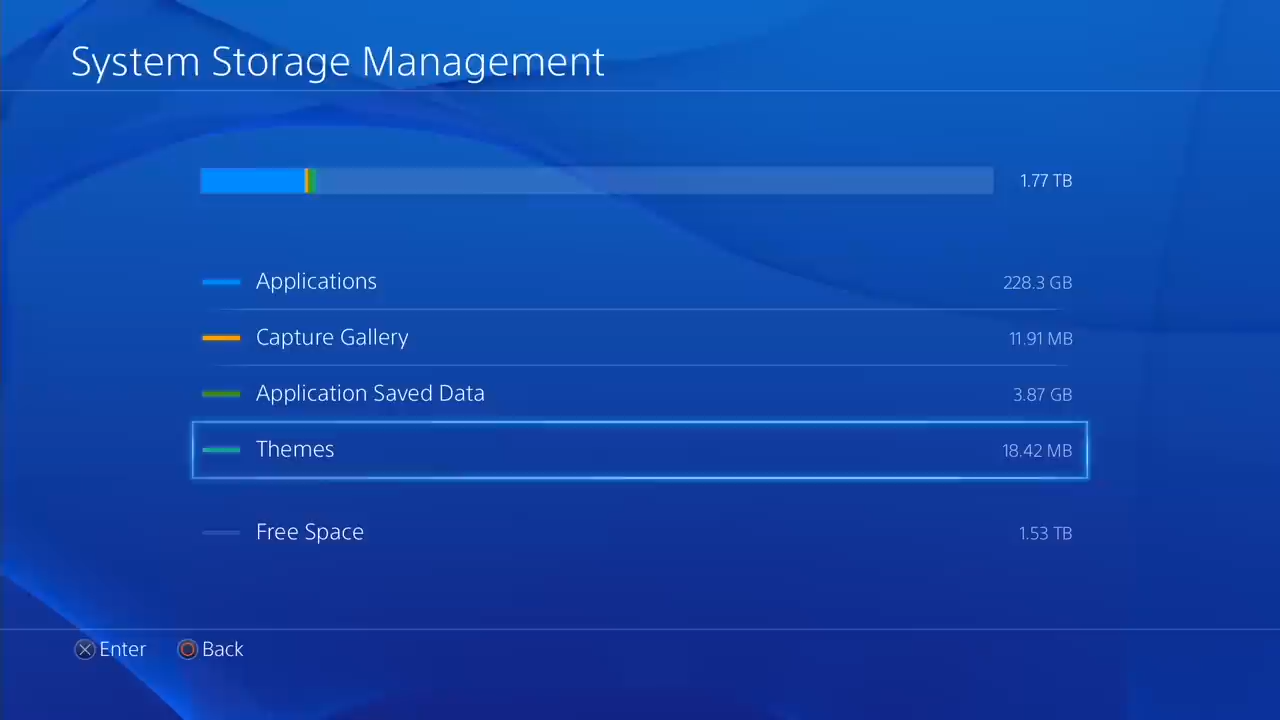 System Storage Management
1.77 TB
Applications 228.3 GB
Capture Gallery 11.91 MB
Application Saved Data 3.87 GB
Themes 18.42 MB
Free Space 1.53 TB
Enter Back